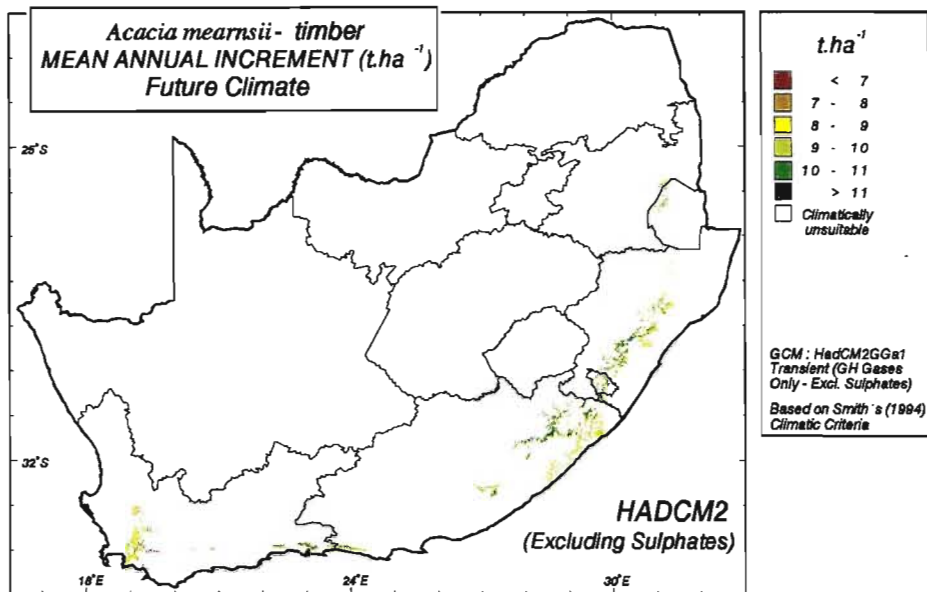 Acacia mearnsii - timber
MEAN ANNUAL INCREMENT (t.ha⁻¹)
Future Climate
25°S
32°S
18°E
24°E
30°E
HADCM2
(Excluding Sulphates)
t.ha⁻¹
< 7
7 - 8
8 - 9
9 - 10
10 - 11
> 11
Climatically
unsuitable
GCM : HadCM2GGa1
Transient (GH Gases
Only - Excl. Sulphates)
Based on Smith`s (1994)
Climatic Criteria